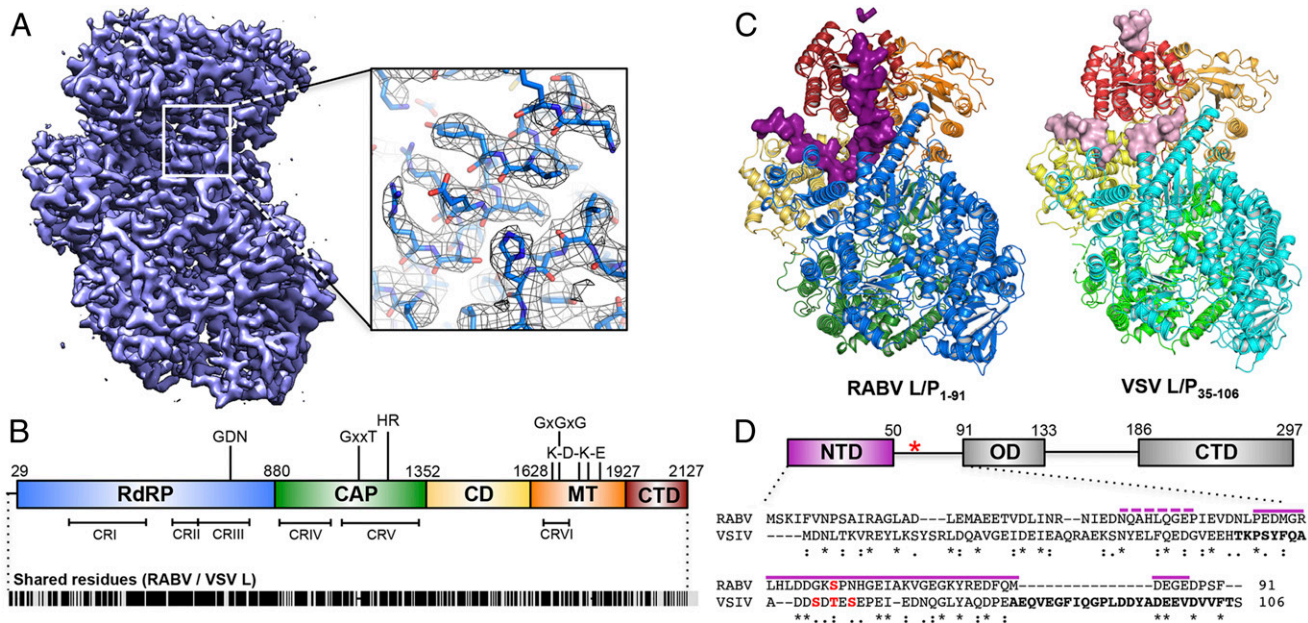 A
C
RABV L/P1-91
VSV L/P35-106
B
GDN
GxxT
HR
GxGxG
K-D-K-E
29
880
1352
1628
1927
2127
RdRP
CAP
CD
MT
CTD
CRI
CRII
CRIII
CRIV
CRV
CRVI
Shared residues (RABV / VSV L)
D
50
91
133
186
297
NTD
*
OD
CTD
RABV MSKIFVNPSAIRAGLAD--LEMAEETVDLINR-NIEDNQAHLQGEPIEVDNLPEDMGR
VSIV ----MDNLTKVREYLKSYSRLDQAVGEIDEIEAQRAEKSNYELFQEDGVEEHTKPSYFQA
RABV LHLDDGKSPNHGEIAKVGEGKYREDFQM---------------DEGEDPSF-- 91
VSIV A--DDSDTESEPEI-EDNQGLYAQDPEAEQVEGFIQGPLDDYADEEVDVVFTS 106